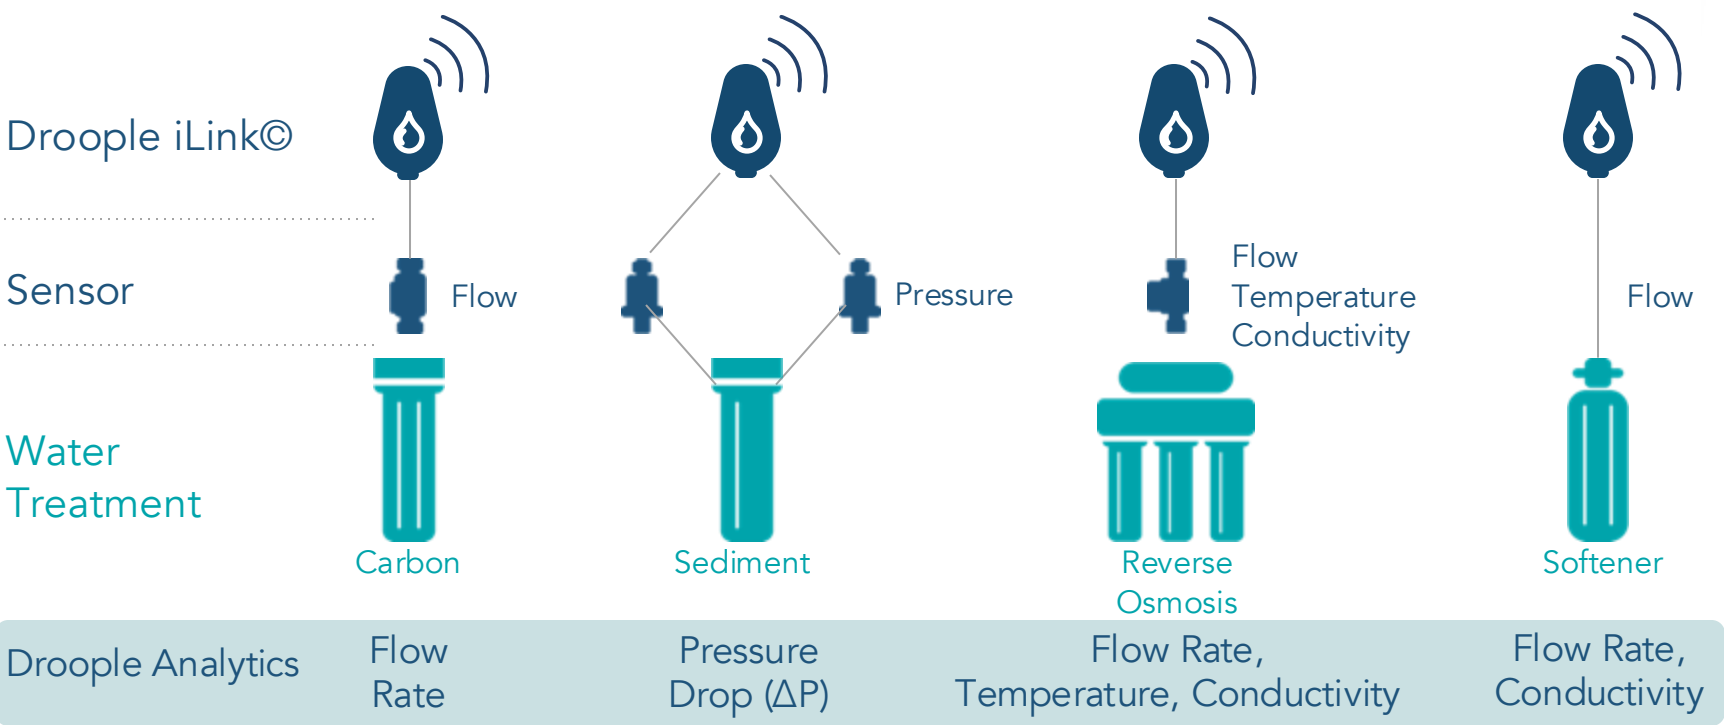 Droople iLink©
Sensor
Flow
Pressure
Flow
Temperature
Conductivity
Flow
Water
Treatment
Carbon
Sediment
Reverse
Osmosis
Softener
Droople Analytics
Flow
Rate
Pressure
Drop (ΔP)
Flow Rate,
Temperature, Conductivity
Flow Rate,
Conductivity